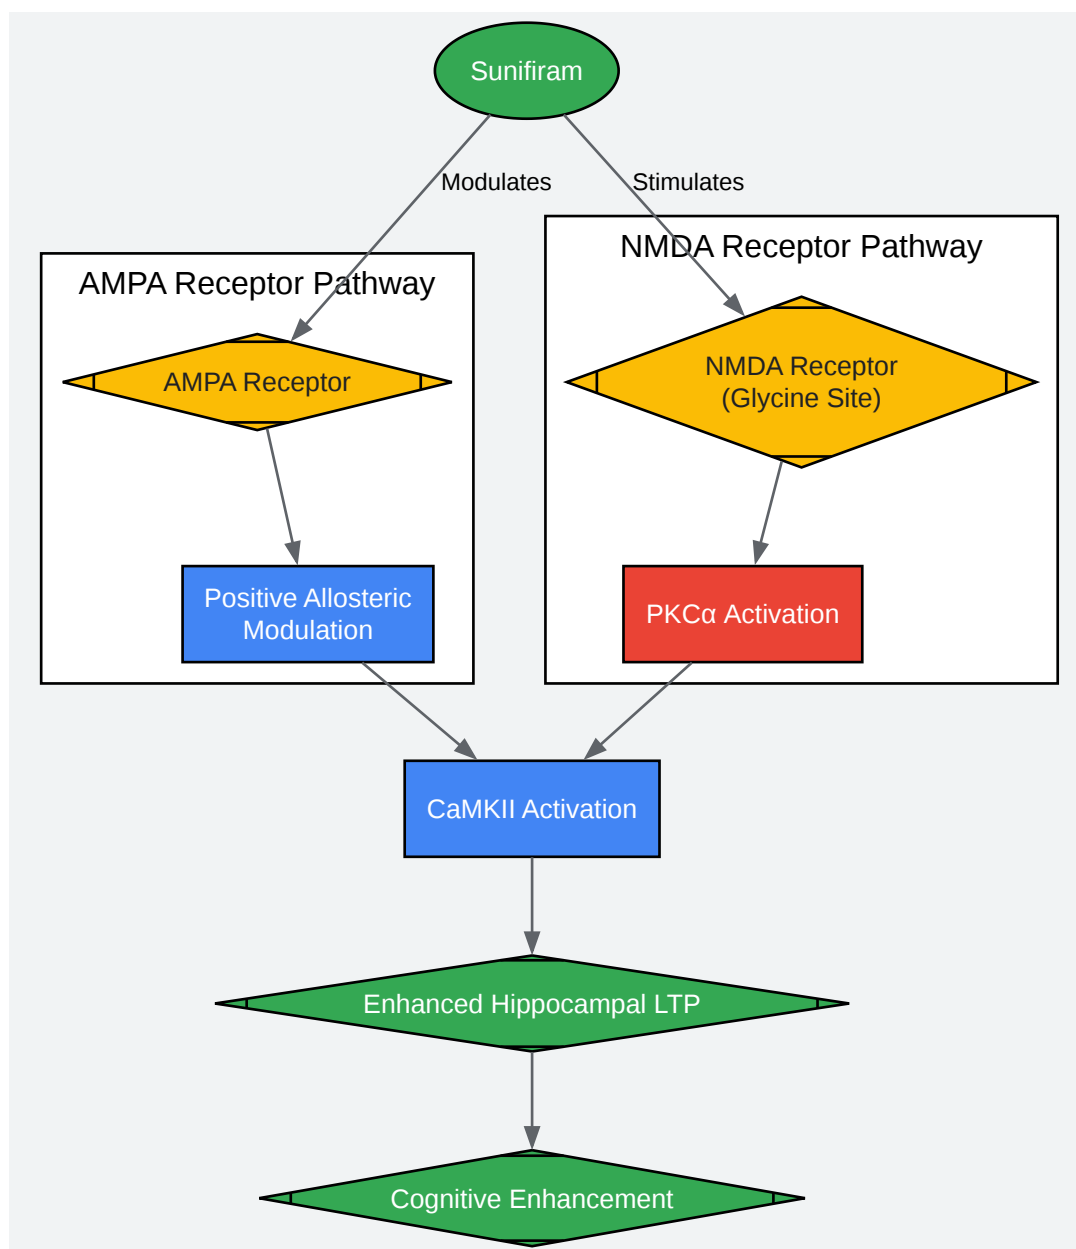 Sunifiram
Modulates
Stimulates
AMPA Receptor Pathway
AMPA Receptor
Positive Allosteric
Modulation
NMDA Receptor Pathway
NMDA Receptor
(Glycine Site)
PKCα Activation
CaMKII Activation
Enhanced Hippocampal LTP
Cognitive Enhancement